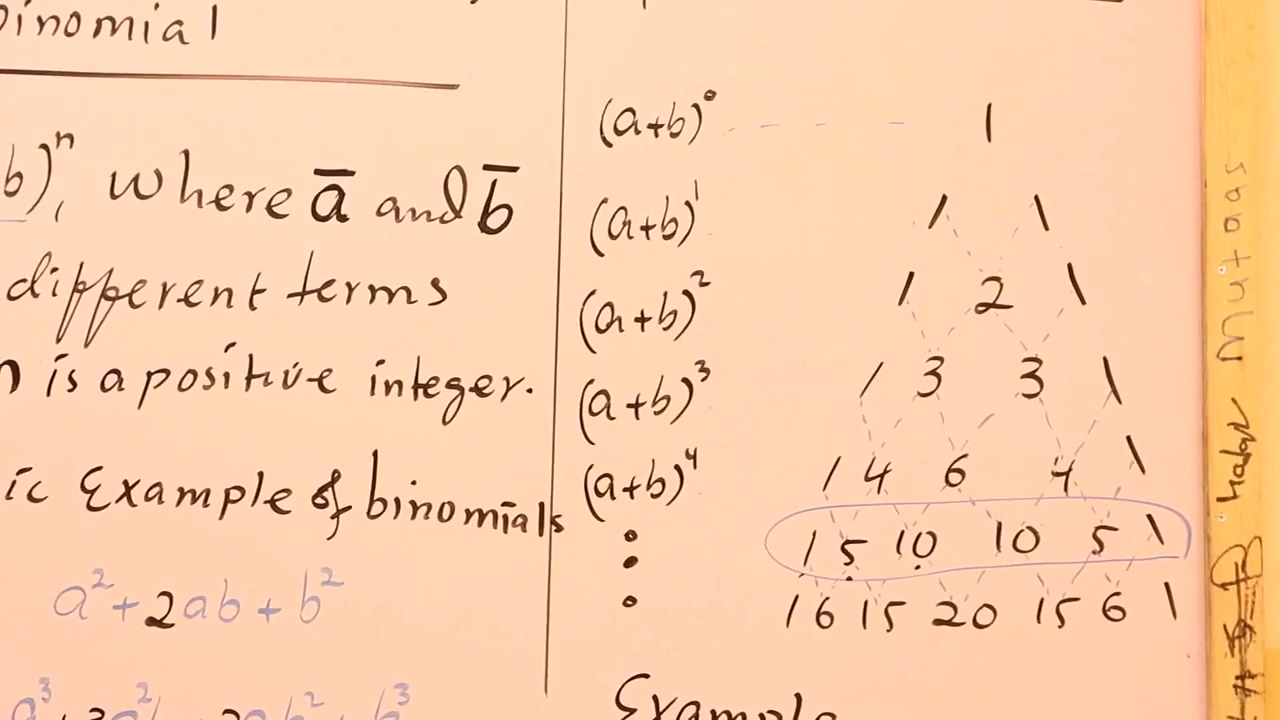 binomial
b)ⁿ, where a̅ and b̅
different terms
n is a positive integer.
ic Example of binomials
a² + 2ab + b²
(a+b)⁰ 1
(a+b)¹ 1 1
(a+b)² 1 2 1
(a+b)³ 1 3 3 1
(a+b)⁴ 1 4 6 4 1
1 5 10 10 5 1
1 6 15 20 15 6 1
Example
Mutaas